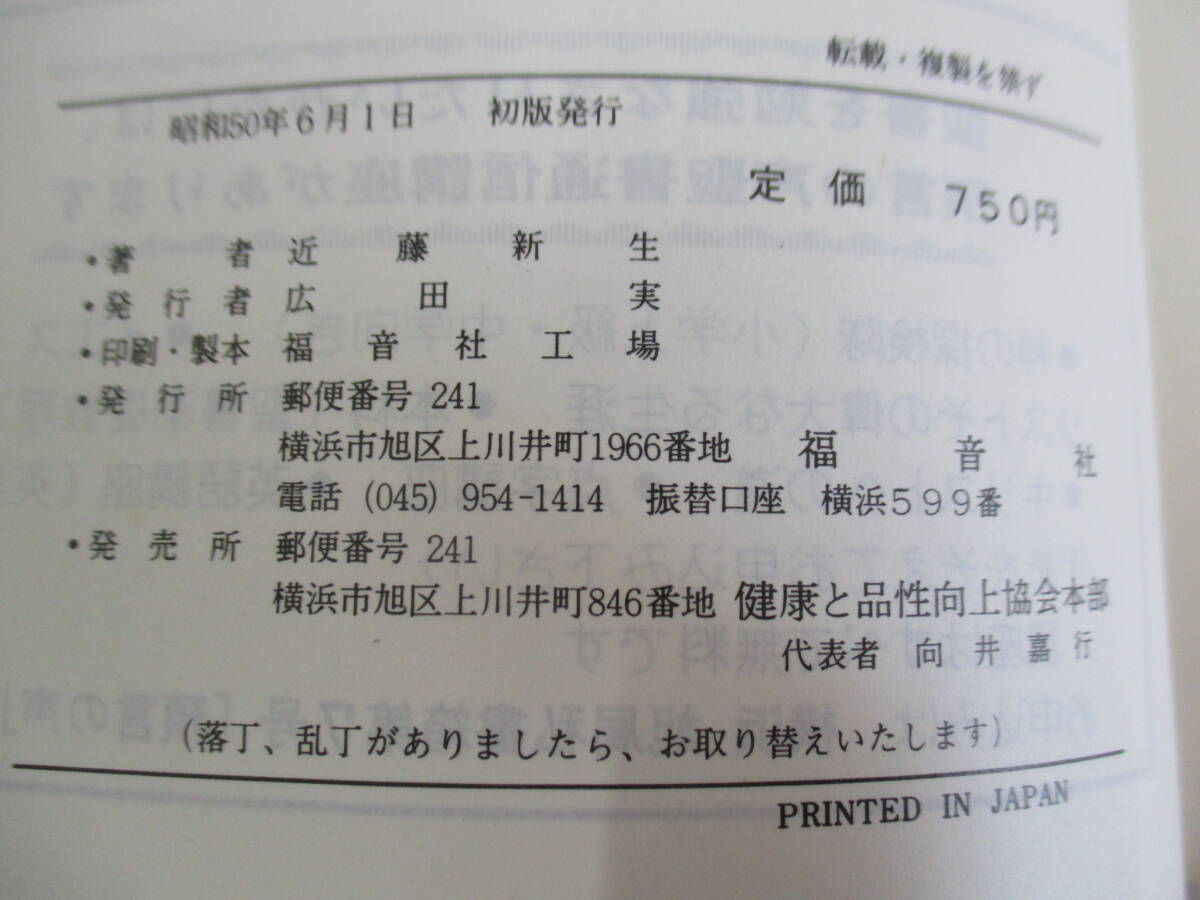 転載・複製を禁ず
昭和50年6月1日 初版発行
定価 750円
・著者 近藤新生
・発行者 広田実
・印刷・製本 福音社工場
・発行所 郵便番号 241
横浜市旭区上川井町1966番地 福音社
電話 (045) 954-1414 振替口座 横浜599番
・発売所 郵便番号 241
横浜市旭区上川井町846番地 健康と品性向上協会本部
代表者 向井嘉行
(落丁、乱丁がありましたら、お取り替えいたします)
PRINTED IN JAPAN